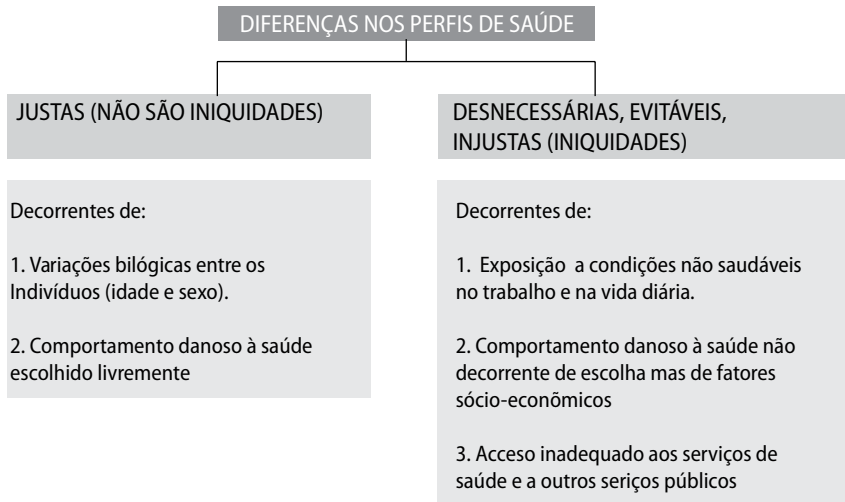 DIFERENÇAS NOS PERFIS DE SAÚDE
JUSTAS (NÃO SÃO INIQUIDADES)
Decorrentes de:
1. Variações bilógicas entre os
Indivíduos (idade e sexo).
2. Comportamento danoso à saúde
escolhido livremente
DESNECESSÁRIAS, EVITÁVEIS,
INJUSTAS (INIQUIDADES)
Decorrentes de:
1. Exposição a condições não saudáveis
no trabalho e na vida diária.
2. Comportamento danoso à saúde não
decorrente de escolha mas de fatores
sócio-econõmicos
3. Acceso inadequado aos serviços de
saúde e a outros seriços públicos